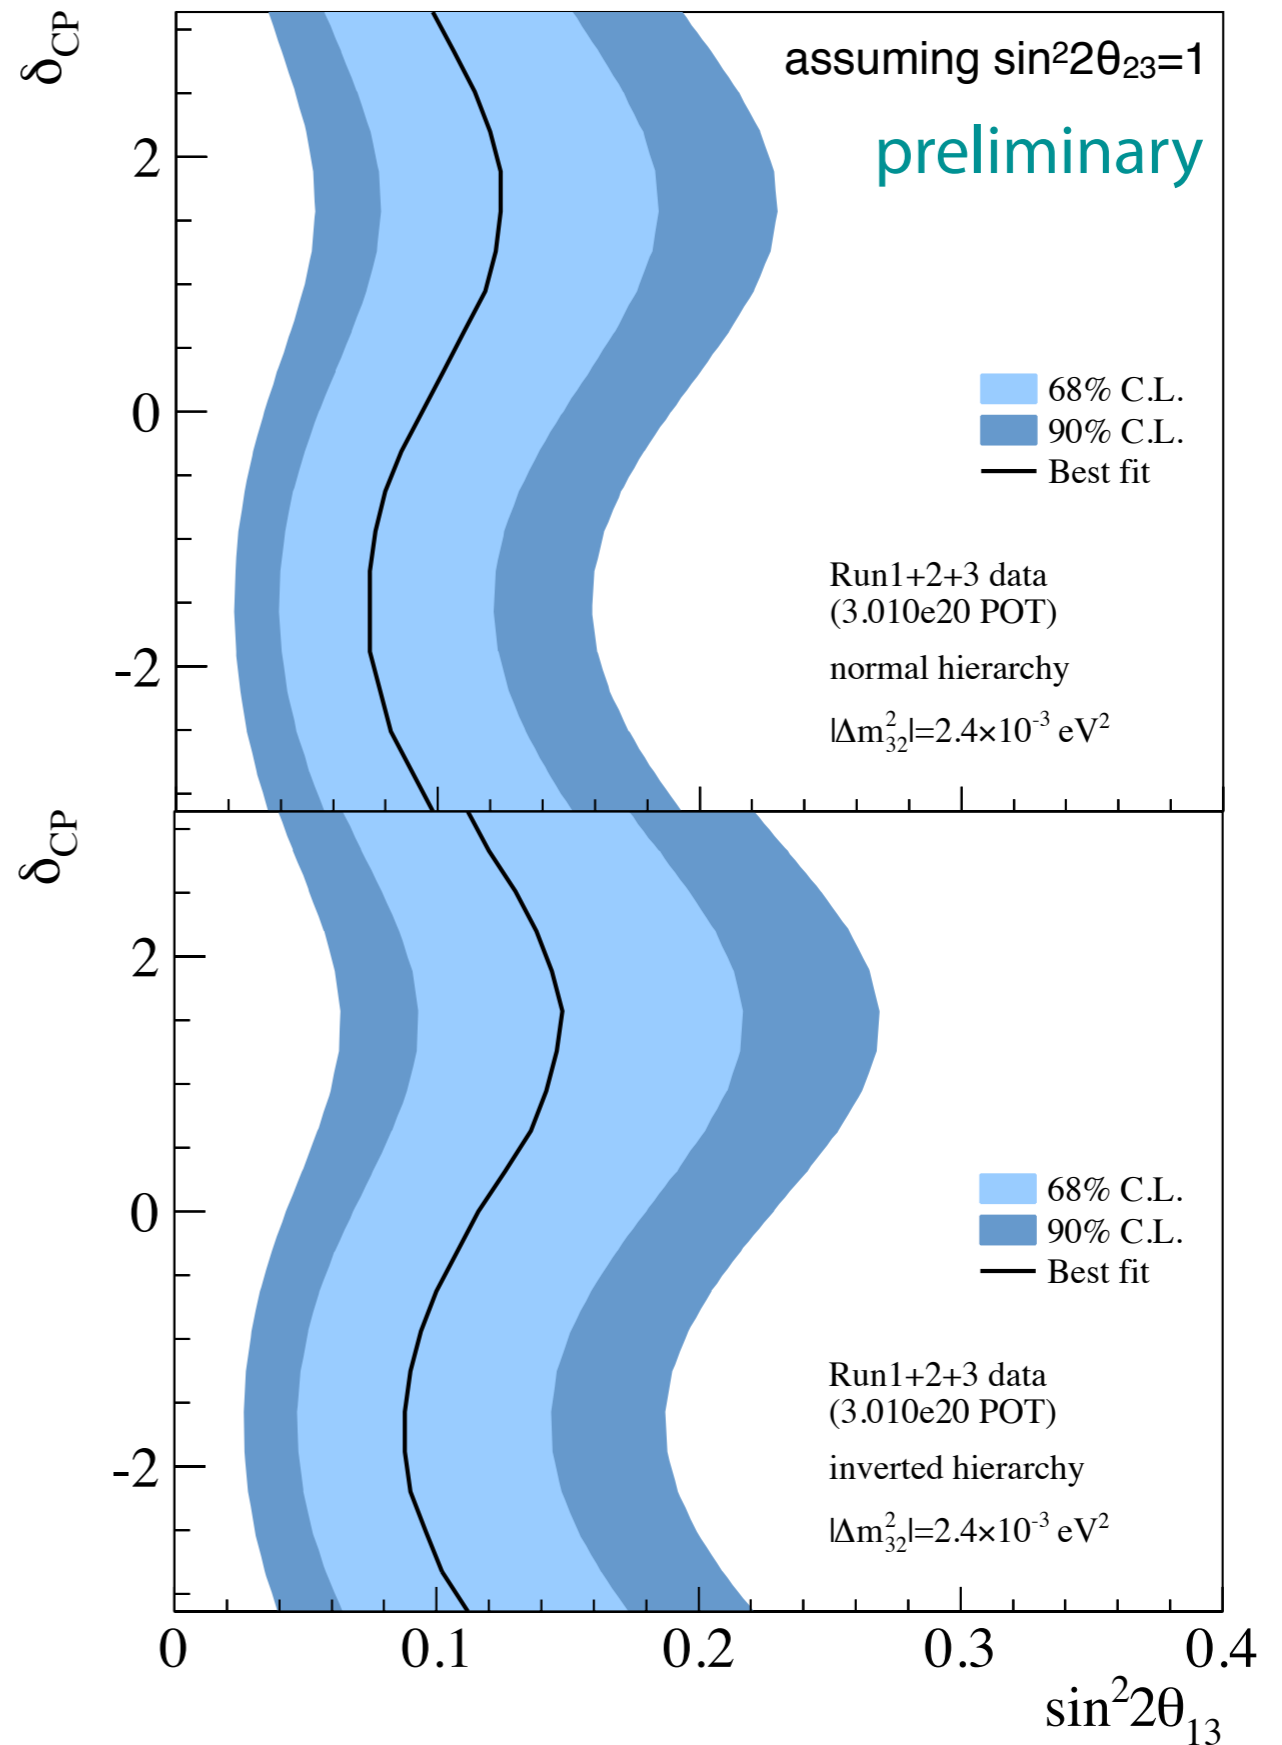 δCP
assuming sin²2θ₂₃=1
preliminary
2
0
-2
68% C.L.
90% C.L.
Best fit
Run1+2+3 data
(3.010e20 POT)
normal hierarchy
|Δm²₃₂|=2.4×10⁻³ eV²
δCP
2
0
-2
68% C.L.
90% C.L.
Best fit
Run1+2+3 data
(3.010e20 POT)
inverted hierarchy
|Δm²₃₂|=2.4×10⁻³ eV²
0 0.1 0.2 0.3 0.4
sin²2θ₁₃